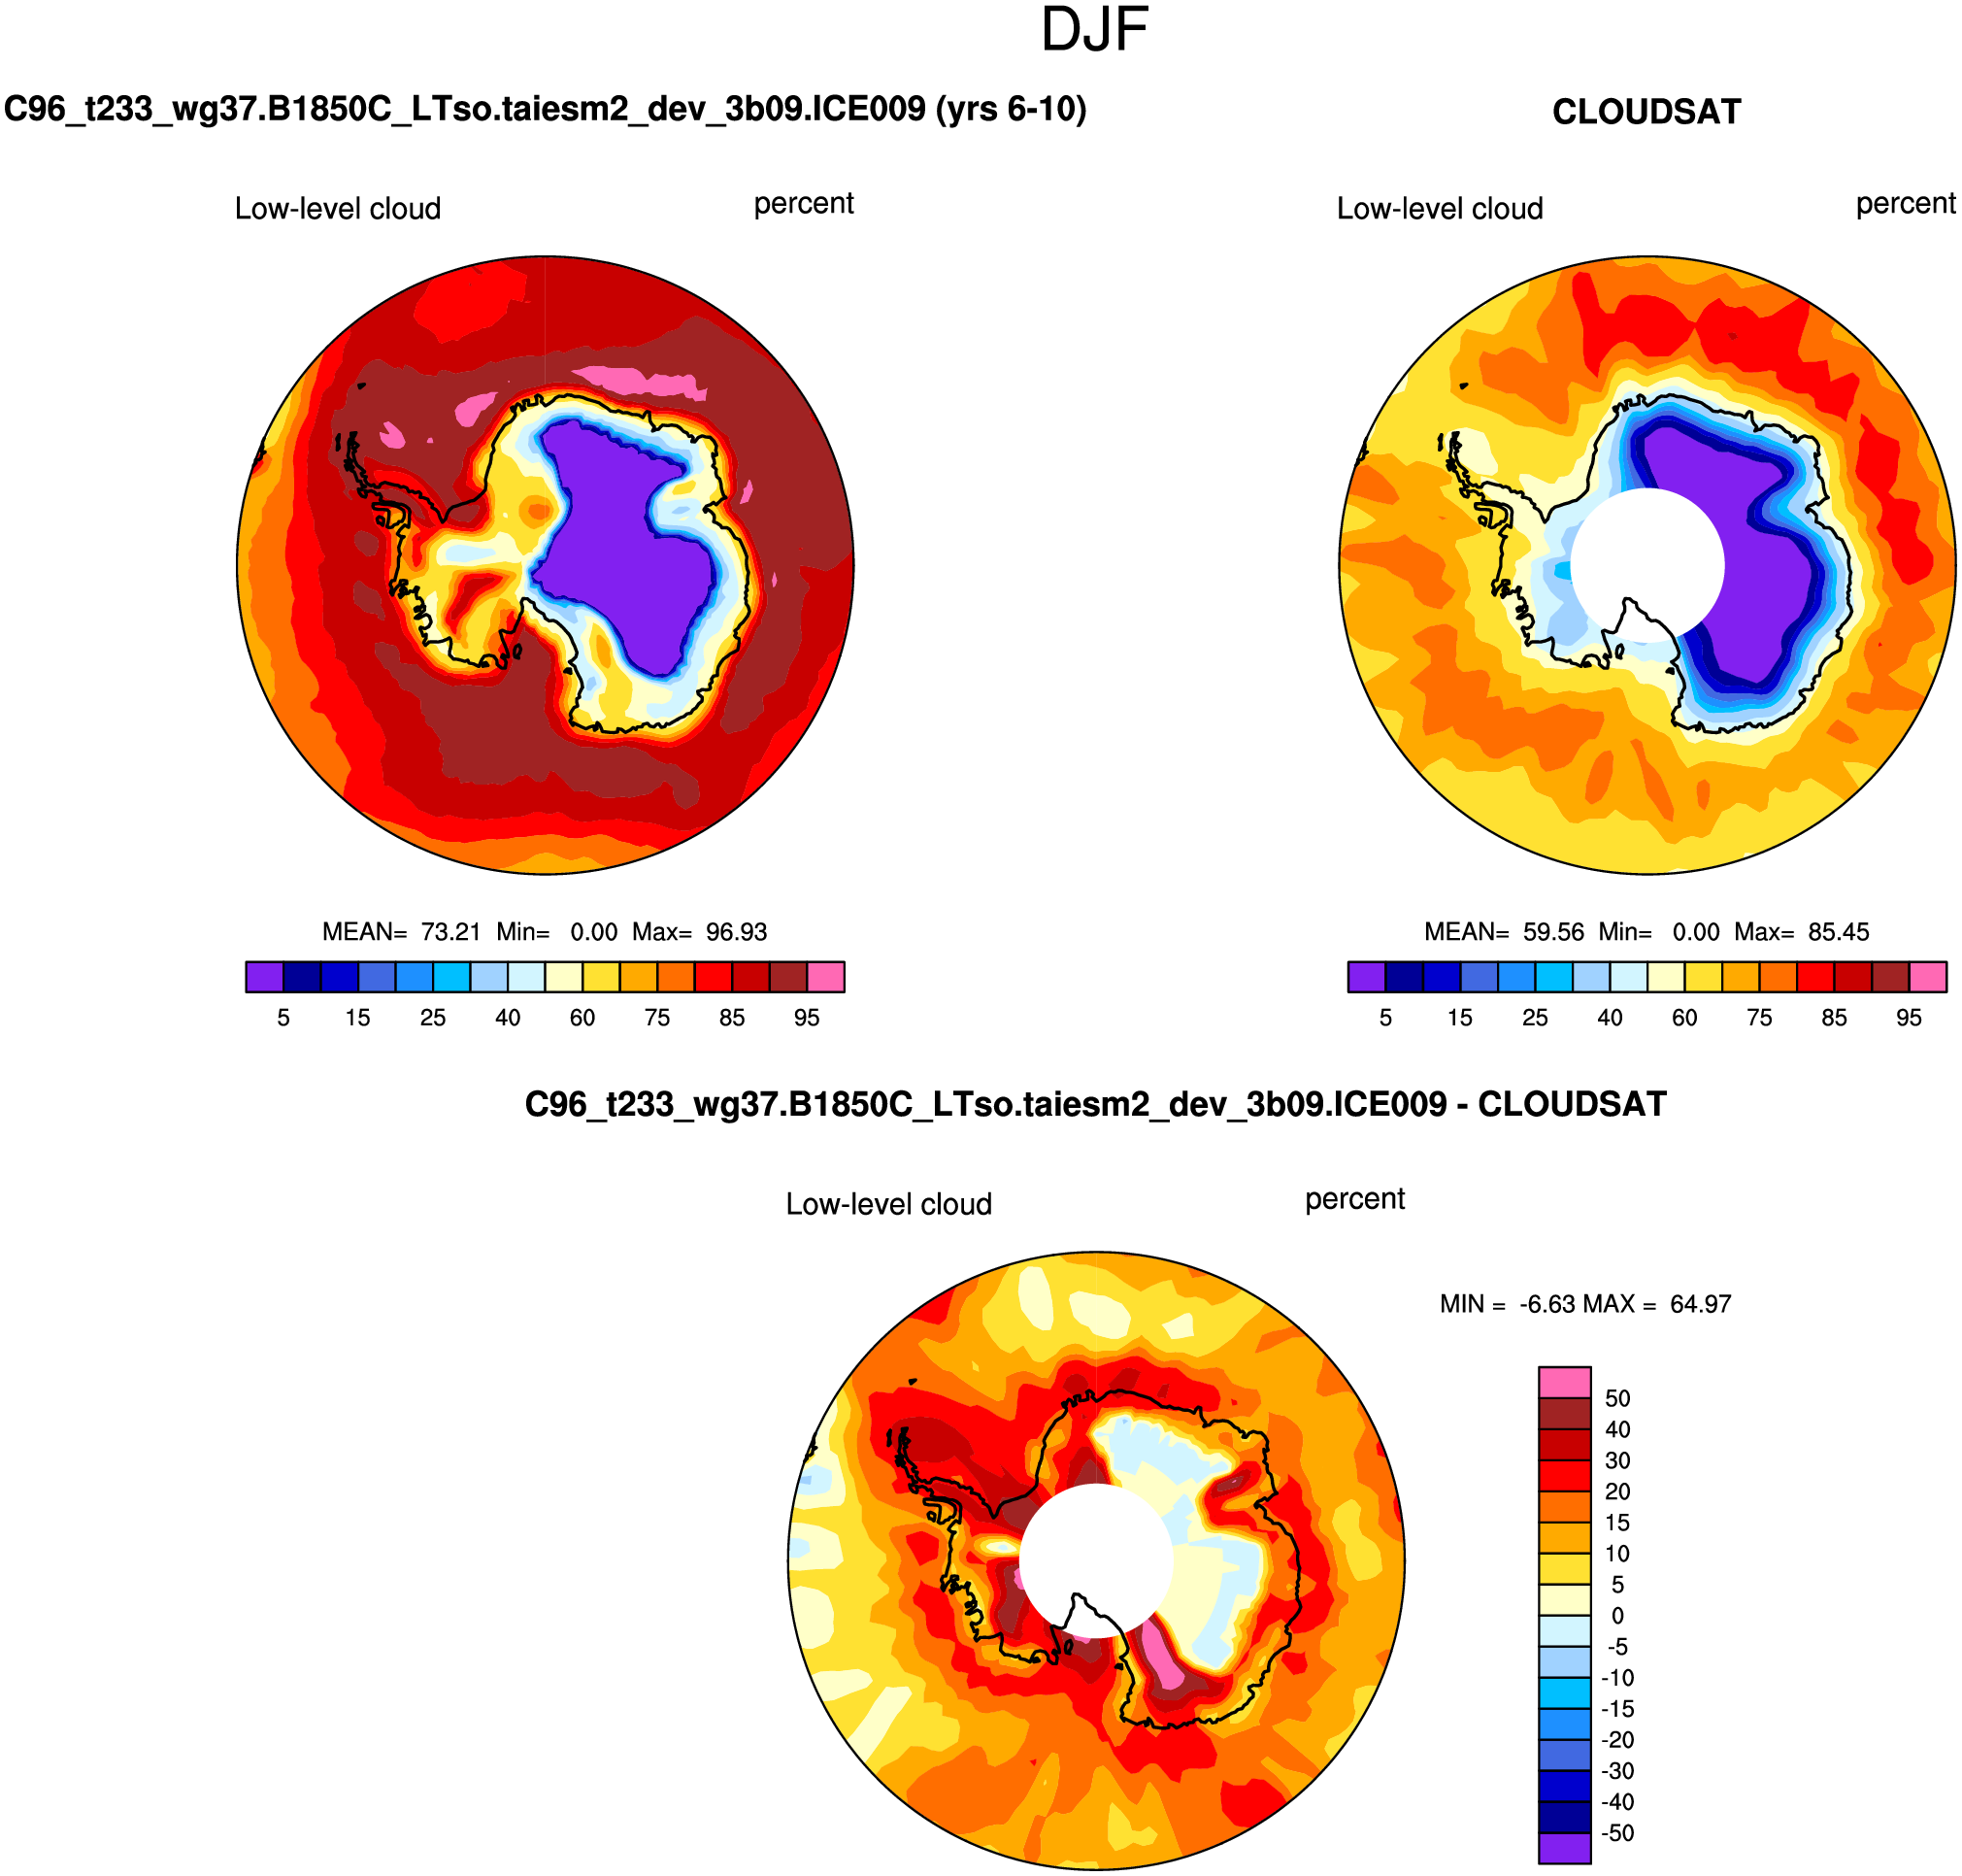 DJF
C96_t233_wg37.B1850C_LTso.taiesm2_dev_3b09.ICE009 (yrs 6-10)
CLOUDSAT
Low-level cloud percent
Low-level cloud percent
MEAN= 73.21 Min= 0.00 Max= 96.93
MEAN= 59.56 Min= 0.00 Max= 85.45
5 15 25 40 60 75 85 95
5 15 25 40 60 75 85 95
C96_t233_wg37.B1850C_LTso.taiesm2_dev_3b09.ICE009 - CLOUDSAT
Low-level cloud percent
MIN = -6.63 MAX = 64.97
50
40
30
20
15
10
5
0
-5
-10
-15
-20
-30
-40
-50